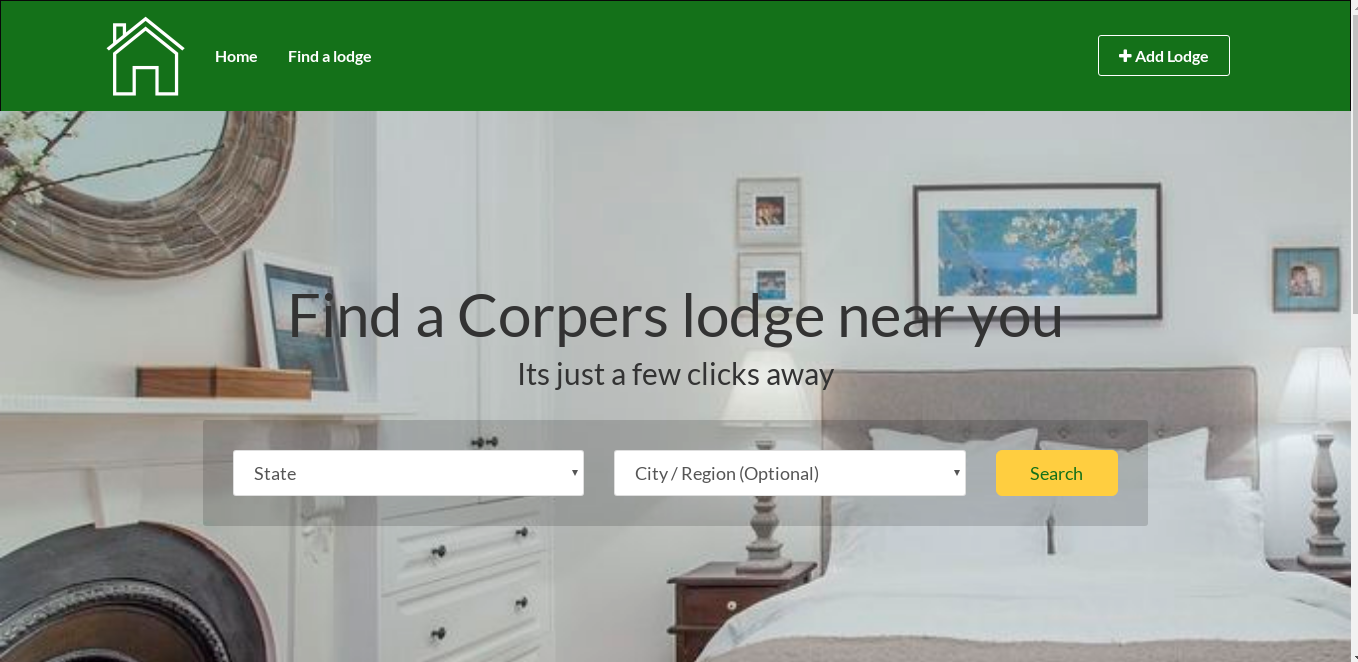 Home
Find a lodge
Add Lodge
Find a Corpers lodge near you
Its just a few clicks away
State
City / Region (Optional)
Search